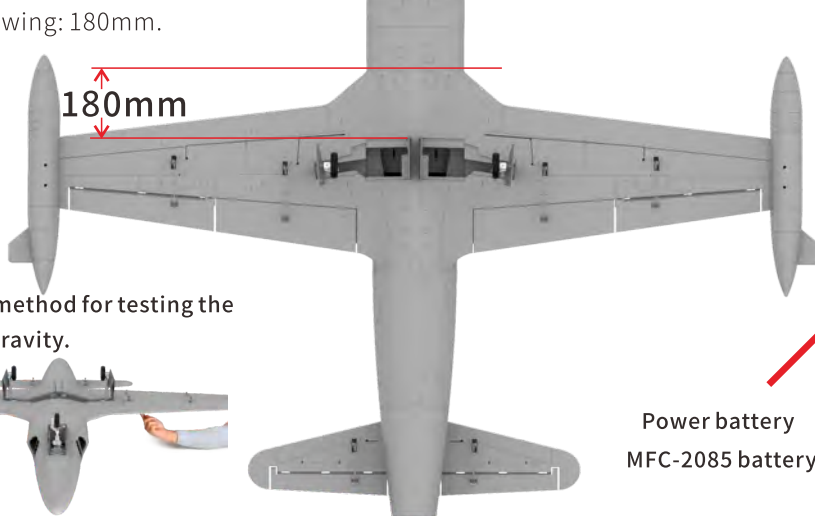 wing: 180mm.
180mm
method for testing the
ravity.
Power battery
MFC-2085 battery